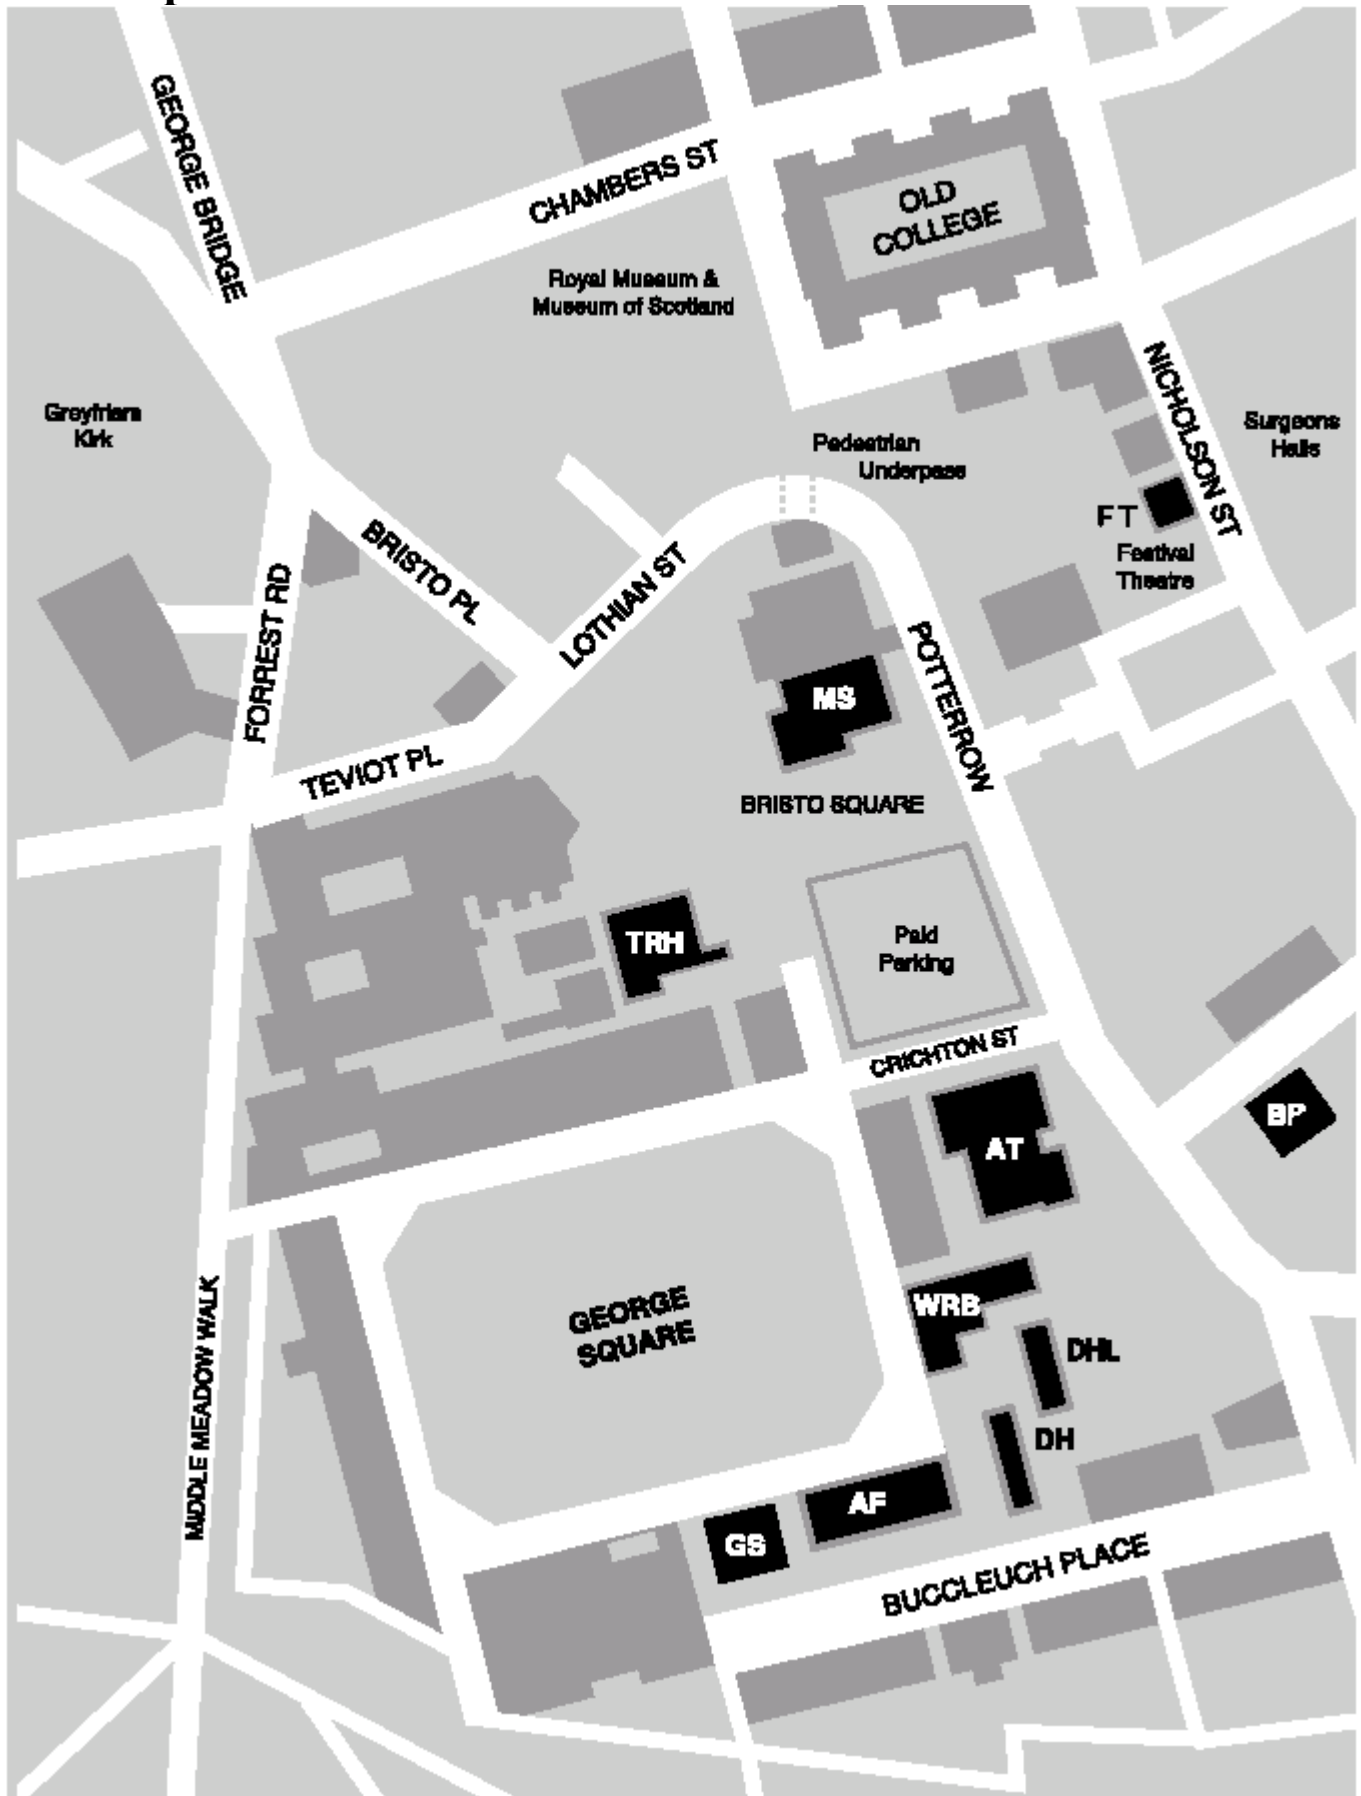 GEORGE BRIDGE
CHAMBERS ST
OLD
COLLEGE
Royal Museum &
Museum of Scotland
NICHOLSON ST
Greyfriars
Kirk
Surgeons
Halls
Pedestrian
Underpass
FT
Festival
Theatre
BRISTO PL
LOTHIAN ST
FORREST RD
POTTERROW
MS
TEVIOT PL
BRISTO SQUARE
TRH
Paid
Parking
CRICHTON ST
BP
AT
GEORGE
SQUARE
WRB
DHL
MIDDLE MEADOW WALK
DH
AF
GS
BUCCLEUCH PLACE